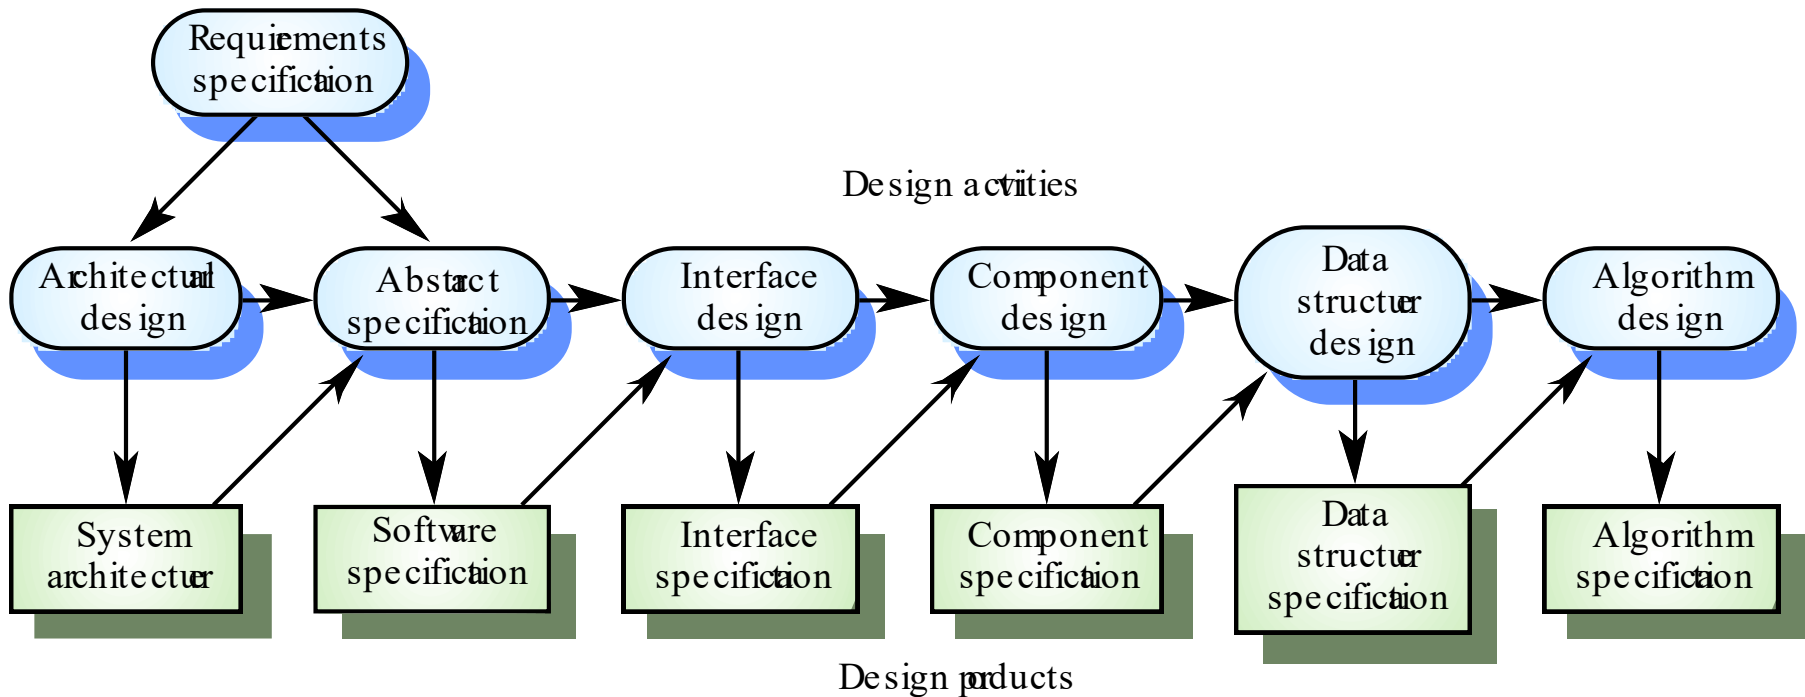 Requirements
specification
Design activities
Architectural
design
Abstract
specification
Interface
design
Component
design
Data
structure
design
Algorithm
design
System
architecture
Software
specification
Interface
specification
Component
specification
Data
structure
specification
Algorithm
specification
Design products